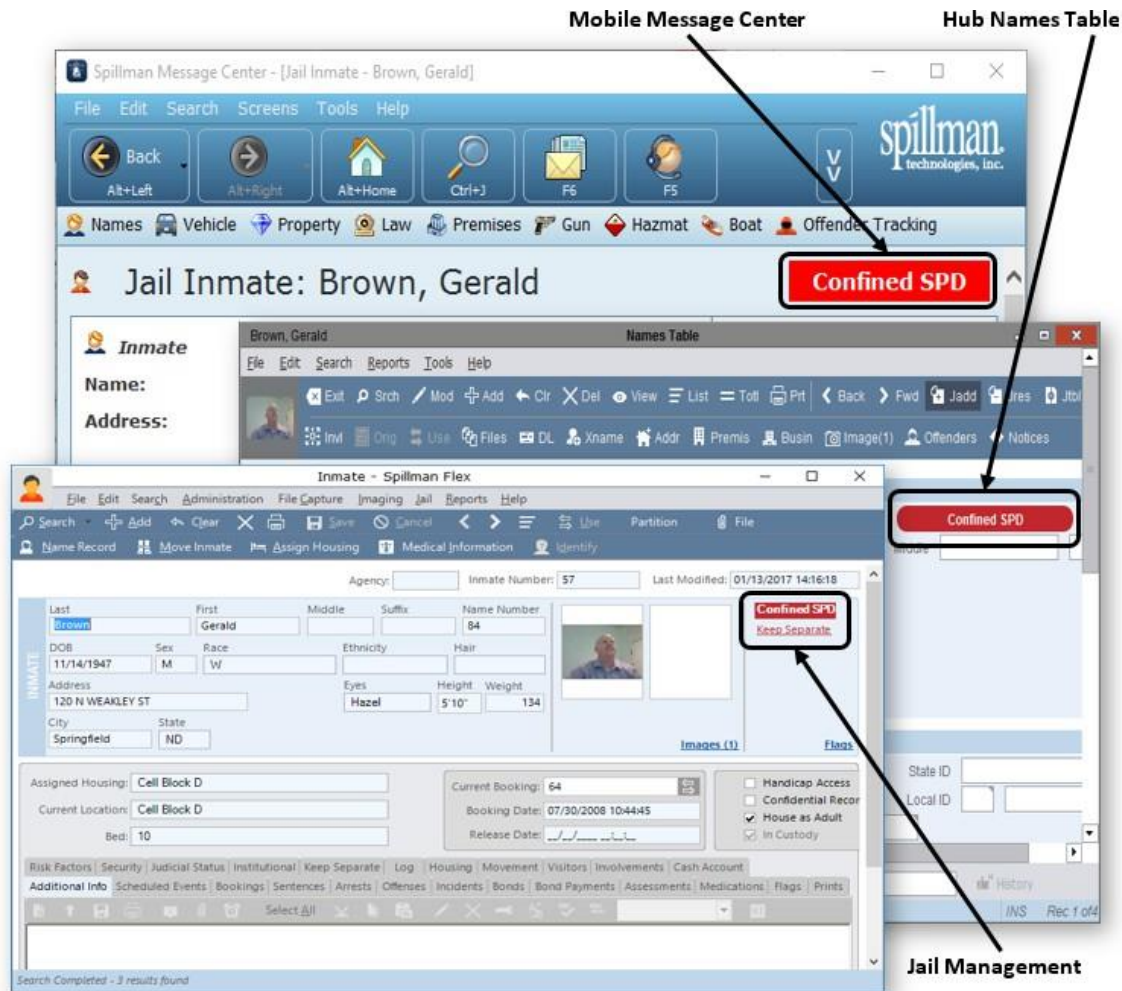 Mobile Message Center
Hub Names Table
Spillman Message Center - [Jail Inmate - Brown, Gerald]
File Edit Search Screens Tools Help
Back
Alt+Left
Alt+Right
Alt+Home
Ctrl+J
F6
F5
spillman
technologies, inc.
Names Vehicle Property Law Premises Gun Hazmat Boat Offender Tracking
Jail Inmate: Brown, Gerald
Confined SPD
Inmate
Name:
Address:
Brown, Gerald Names Table
File Edit Search Reports Tools Help
Exit Srch Mod Add Clr Del View List Totl Prt Back Fwd Jadd Jres Jtbl
Invl Orig Use Files DL Xname Addr Premis Busin Image(1) Offenders Notices
Confined SPD
Middle
State ID
Local ID
History
INS Rec 1 of4
Inmate - Spillman Flex
File Edit Search Administration File Capture Imaging Jail Reports Help
Search Add Clear Save Cancel Use Partition File
Name Record Move Inmate Assign Housing Medical Information Identify
Agency: Inmate Number: 57 Last Modified: 01/13/2017 14:16:18
INMATE
Last First Middle Suffix Name Number
Brown Gerald 84
Confined SPD
Keep Separate
DOB Sex Race Ethnicity Hair
11/14/1947 M W
Address Eyes Height Weight
120 N WEAKLEY ST Hazel 5'10" 134
City State
Springfield ND
Images (1) Flags
Assigned Housing: Cell Block D
Current Location: Cell Block D
Bed: 10
Current Booking: 64
Booking Date: 07/30/2008 10:44:45
Release Date: __/__/____ __:__:__
Handicap Access
Confidential Recor
House as Adult
In Custody
Risk Factors Security Judicial Status Institutional Keep Separate Log Housing Movement Visitors Involvements Cash Account
Additional Info Scheduled Events Bookings Sentences Arrests Offenses Incidents Bonds Bond Payments Assessments Medications Flags Prints
Select All
Search Completed - 3 results found
Jail Management